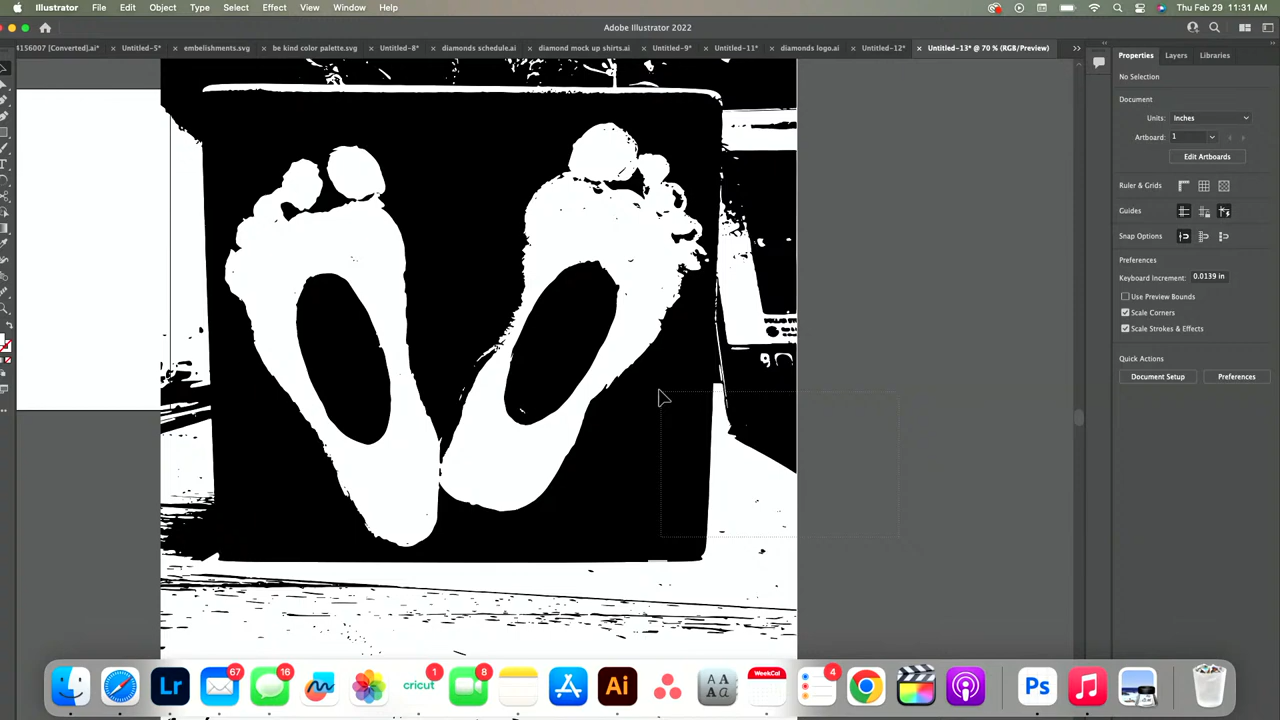 Illustrator File Edit Object Type Select Effect View Window Help
Thu Feb 29 11:31 AM
Adobe Illustrator 2022
4156007 [Converted].ai*
Untitled-5*
embelishments.svg
be kind color palette.svg
Untitled-8*
diamonds schedule.ai
diamond mock up shirts.ai
Untitled-9*
Untitled-11*
diamonds logo.ai
Untitled-12*
Untitled-13* @ 70 % (RGB/Preview)
Properties Layers Libraries
No Selection
Document
Units: Inches
Artboard: 1
Edit Artboards
Ruler & Grids
Guides
Snap Options
Preferences
Keyboard Increment: 0.0139 in
Use Preview Bounds
Scale Corners
Scale Strokes & Effects
Quick Actions
Document Setup Preferences
67
16
1
8
4
Lr
cricut
Ai
A A
a
WeekCal
Ps